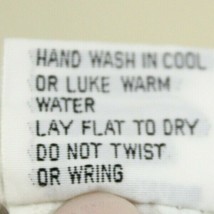 HAND WASH IN COOL
OR LUKE WARM
WATER
LAY FLAT TO DRY
DO NOT TWIST
OR WRING